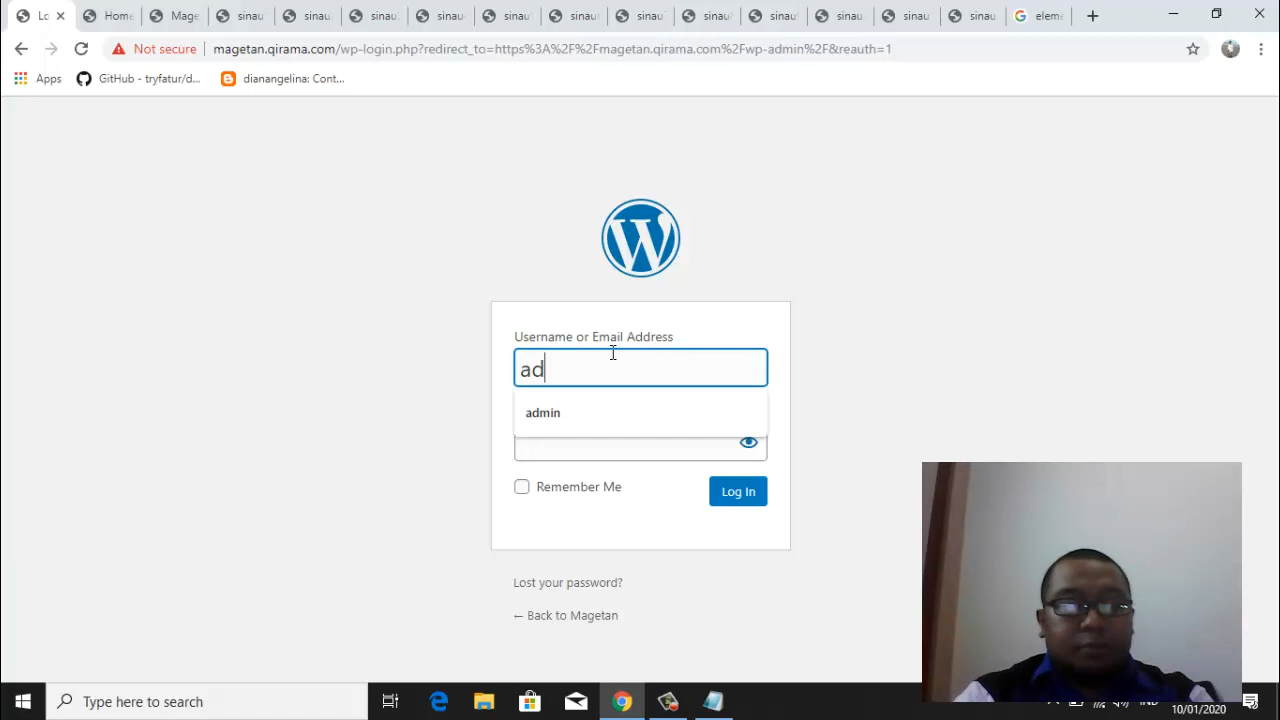 Lo
Home
Mage
sinau
sinau
sinau
sinau
sinau
sinau
sinau
sinau
sinau
sinau
sinau
sinau
eleme
Not secure
magetan.qirama.com/wp-login.php?redirect_to=https%3A%2F%2Fmagetan.qirama.com%2Fwp-admin%2F&reauth=1
Apps
GitHub - tryfatur/d...
dianangelina: Cont...
Username or Email Address
ad
admin
Remember Me
Log In
Lost your password?
← Back to Magetan
Type here to search
10/01/2020